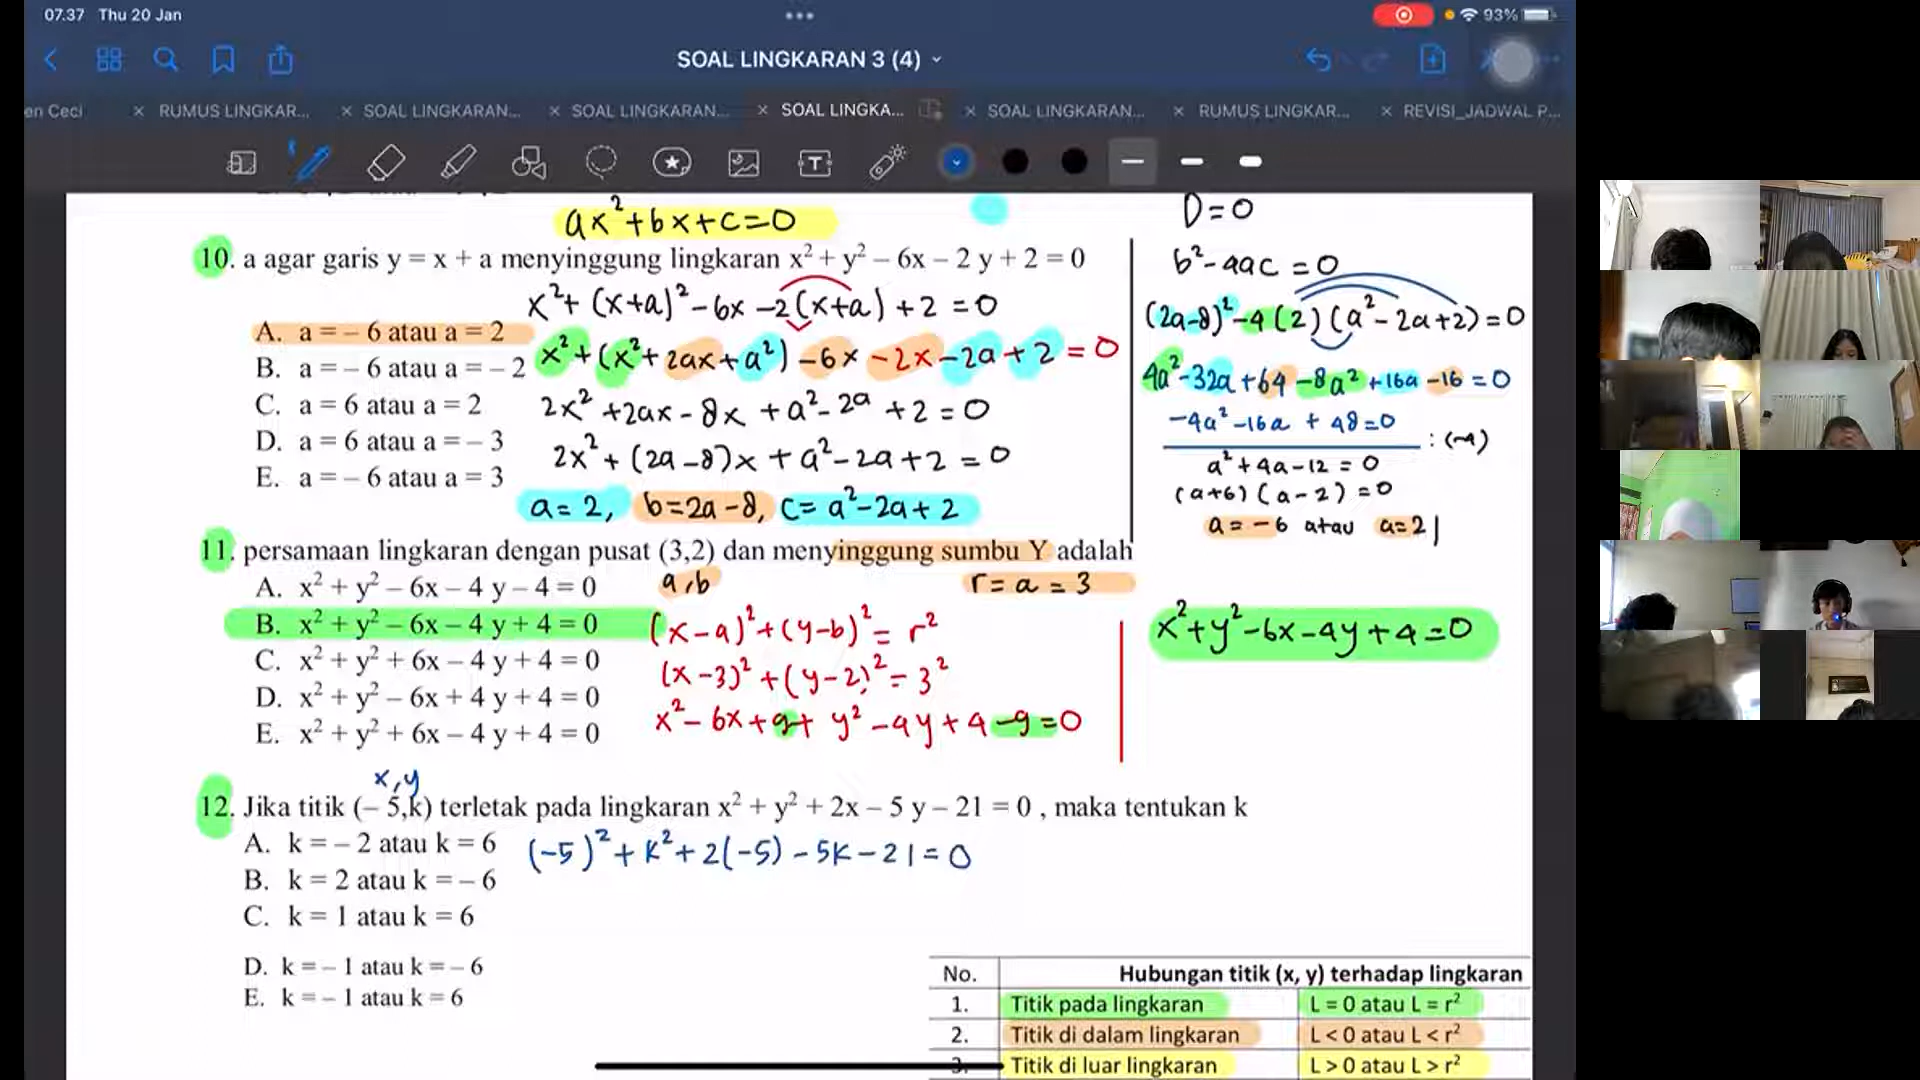 07.37 Thu 20 Jan
93%
SOAL LINGKARAN 3 (4)
en Ceci
RUMUS LINGKAR...
SOAL LINGKARAN...
SOAL LINGKARAN...
SOAL LINGKA...
SOAL LINGKARAN...
RUMUS LINGKAR...
REVISI_JADWAL P...
ax²+bx+c=0
10. a agar garis y = x + a menyinggung lingkaran x² + y² – 6x – 2 y + 2 = 0
x²+ (x+a)² -6x -2(x+a) +2 =0
A. a = – 6 atau a = 2
x²+(x²+2ax+a²) -6x -2x -2a +2 =0
B. a = – 6 atau a = – 2
C. a = 6 atau a = 2
2x² +2ax - 8x +a²-2a +2=0
D. a = 6 atau a = – 3
2x² + (2a -8)x + a²-2a+2 =0
E. a = – 6 atau a = 3
a=2, b=2a-8, c= a²-2a+2
D=0
b²-4ac =0
(2a-8)²-4(2)(a²-2a+2)=0
4a²-32a+64 -8a² +16a -16 =0
-4a² -16a + 48=0
: (-4)
a² +4a-12 =0
(a+6) (a-2) =0
a=-6 atau a=2
11. persamaan lingkaran dengan pusat (3,2) dan menyinggung sumbu Y adalah
a,b
r= a = 3
A. x² + y² – 6x – 4 y – 4 = 0
B. x² + y² – 6x – 4 y + 4 = 0
(x-a)²+(y-b)²= r²
x²+y²-6x-4y+4=0
C. x² + y² + 6x – 4 y + 4 = 0
(x-3)²+(y-2)²=3²
D. x² + y² – 6x + 4 y + 4 = 0
x²-6x+9+ y²-4y+4-9=0
E. x² + y² + 6x – 4 y + 4 = 0
x,y
12. Jika titik (– 5,k) terletak pada lingkaran x² + y² + 2x – 5 y – 21 = 0 , maka tentukan k
A. k = – 2 atau k = 6
(-5)²+k²+2(-5)-5k-21=0
B. k = 2 atau k = – 6
C. k = 1 atau k = 6
D. k = – 1 atau k = – 6
E. k = – 1 atau k = 6
No. Hubungan titik (x, y) terhadap lingkaran
1. Titik pada lingkaran L = 0 atau L = r²
2. Titik di dalam lingkaran L < 0 atau L < r²
3. Titik di luar lingkaran L > 0 atau L > r²